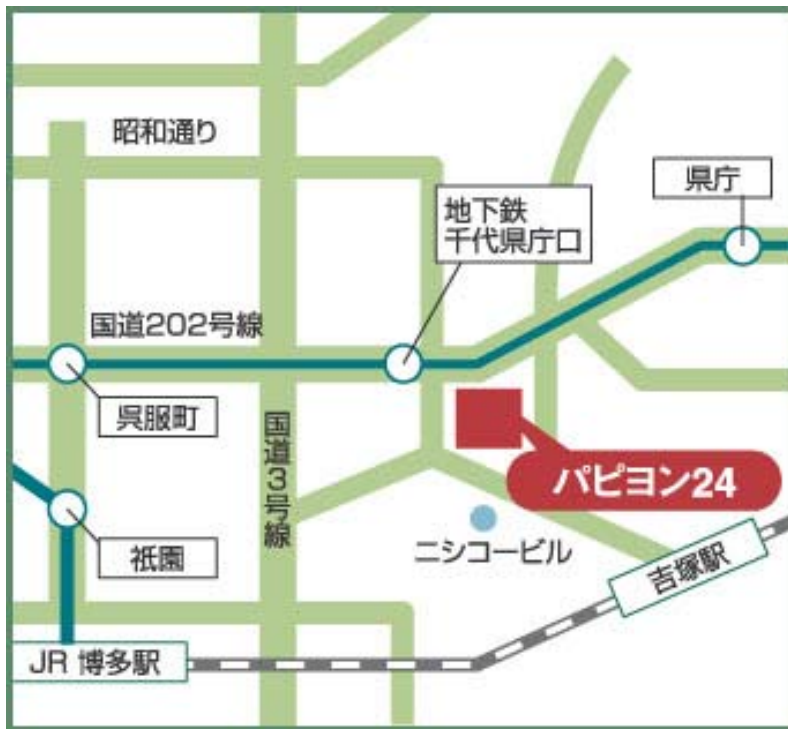 昭和通り
県庁
地下鉄
千代県庁口
国道202号線
呉服町
国道3号線
パピヨン24
祇園
ニシコービル
吉塚駅
JR 博多駅